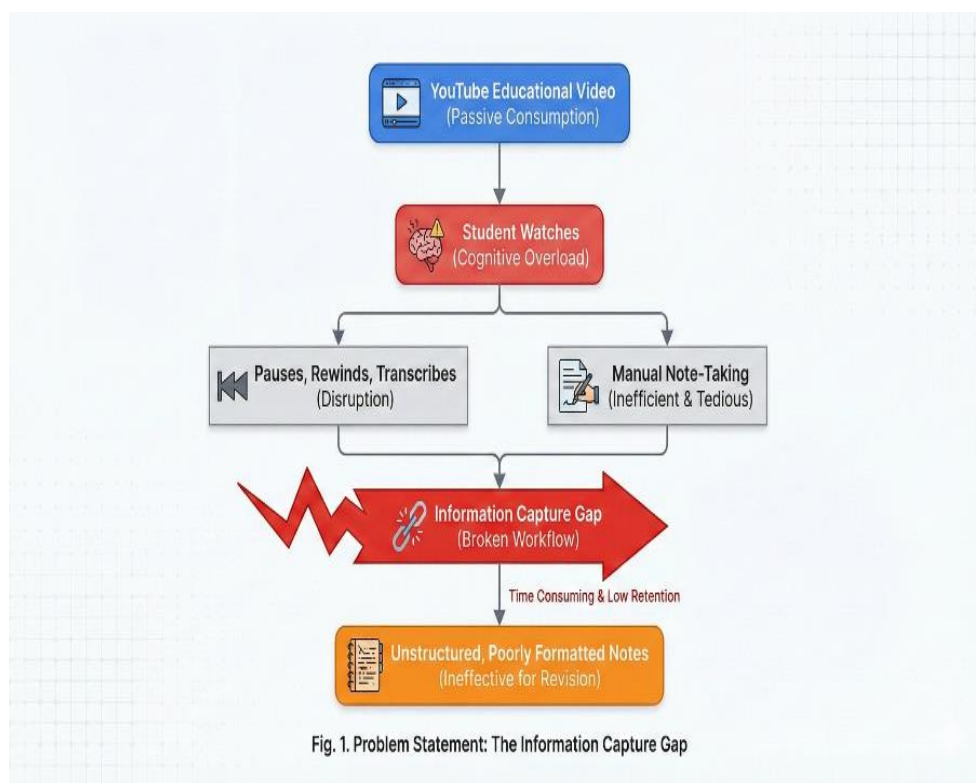 YouTube Educational Video
(Passive Consumption)
Student Watches
(Cognitive Overload)
Pauses, Rewinds, Transcribes
(Disruption)
Manual Note-Taking
(Inefficient & Tedious)
Information Capture Gap
(Broken Workflow)
Time Consuming & Low Retention
Unstructured, Poorly Formatted Notes
(Ineffective for Revision)
Fig. 1. Problem Statement: The Information Capture Gap